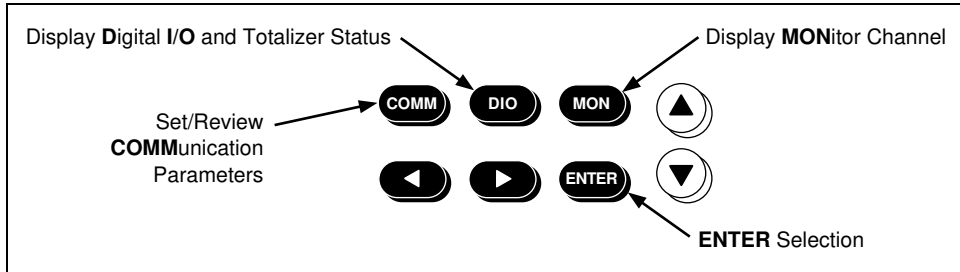 Display Digital I/O and Totalizer Status
Display MONitor Channel
COMM
DIO
MON
Set/Review
COMMunication
Parameters
ENTER
ENTER Selection